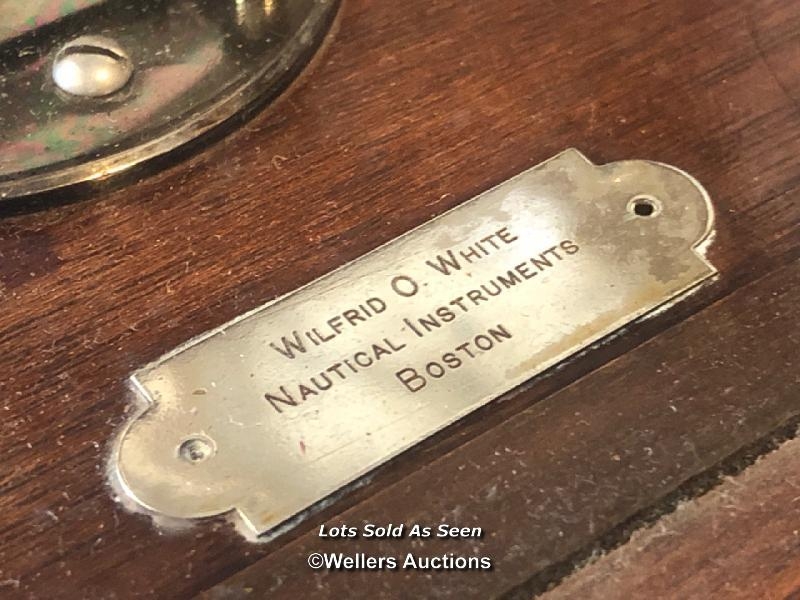 WILFRID O. WHITE
NAUTICAL INSTRUMENTS
BOSTON
Lots Sold As Seen
©Wellers Auctions